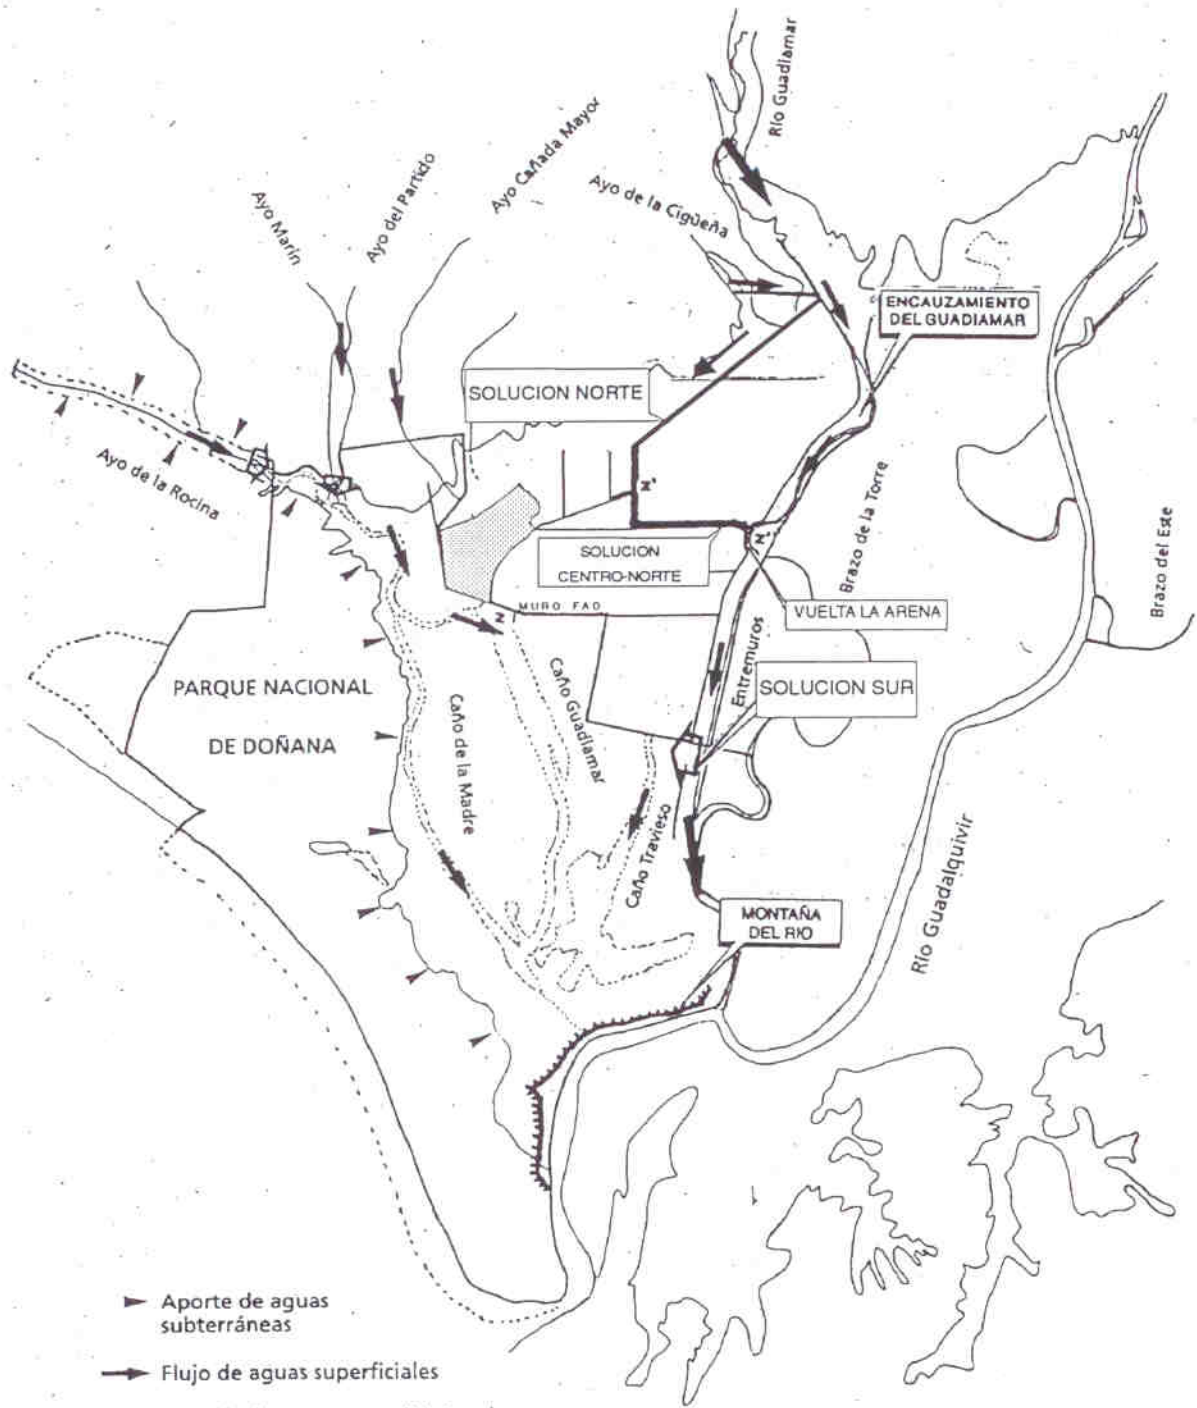 Río Guadiamar
Ayo Cañada Mayor
Ayo del Partido
Ayo de la Cigüeña
Ayo Marín
ENCAUZAMIENTO
DEL GUADIAMAR
SOLUCION NORTE
Ayo de la Rocina
N'
Brazo de la Torre
N'
SOLUCION
CENTRO-NORTE
Brazo del Este
MURO FAO
N
VUELTA LA ARENA
Entremuros
PARQUE NACIONAL
DE DOÑANA
SOLUCION SUR
Caño Guadiamar
Caño de la Madre
Caño Travieso
Río Guadalquivir
MONTAÑA
DEL RIO
Aporte de aguas
subterráneas
Flujo de aguas superficiales